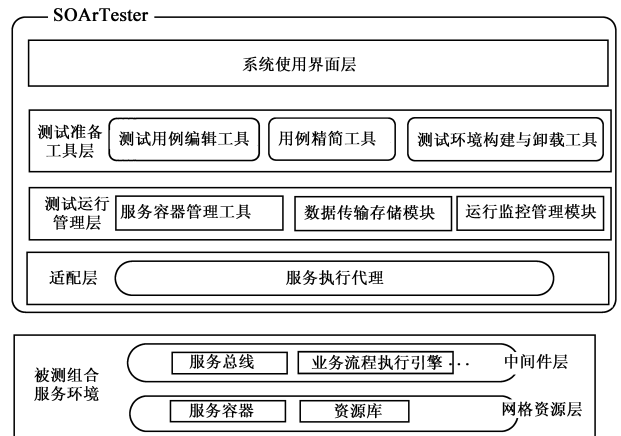 SOArTester
系统使用界面层
测试准备
工具层
测试用例编辑工具
用例精简工具
测试环境构建与卸载工具
测试运行
管理层
服务容器管理工具
数据传输存储模块
运行监控管理模块
适配层
服务执行代理
被测组合
服务环境
服务总线
业务流程执行引擎
···
中间件层
服务容器
资源库
网格资源层